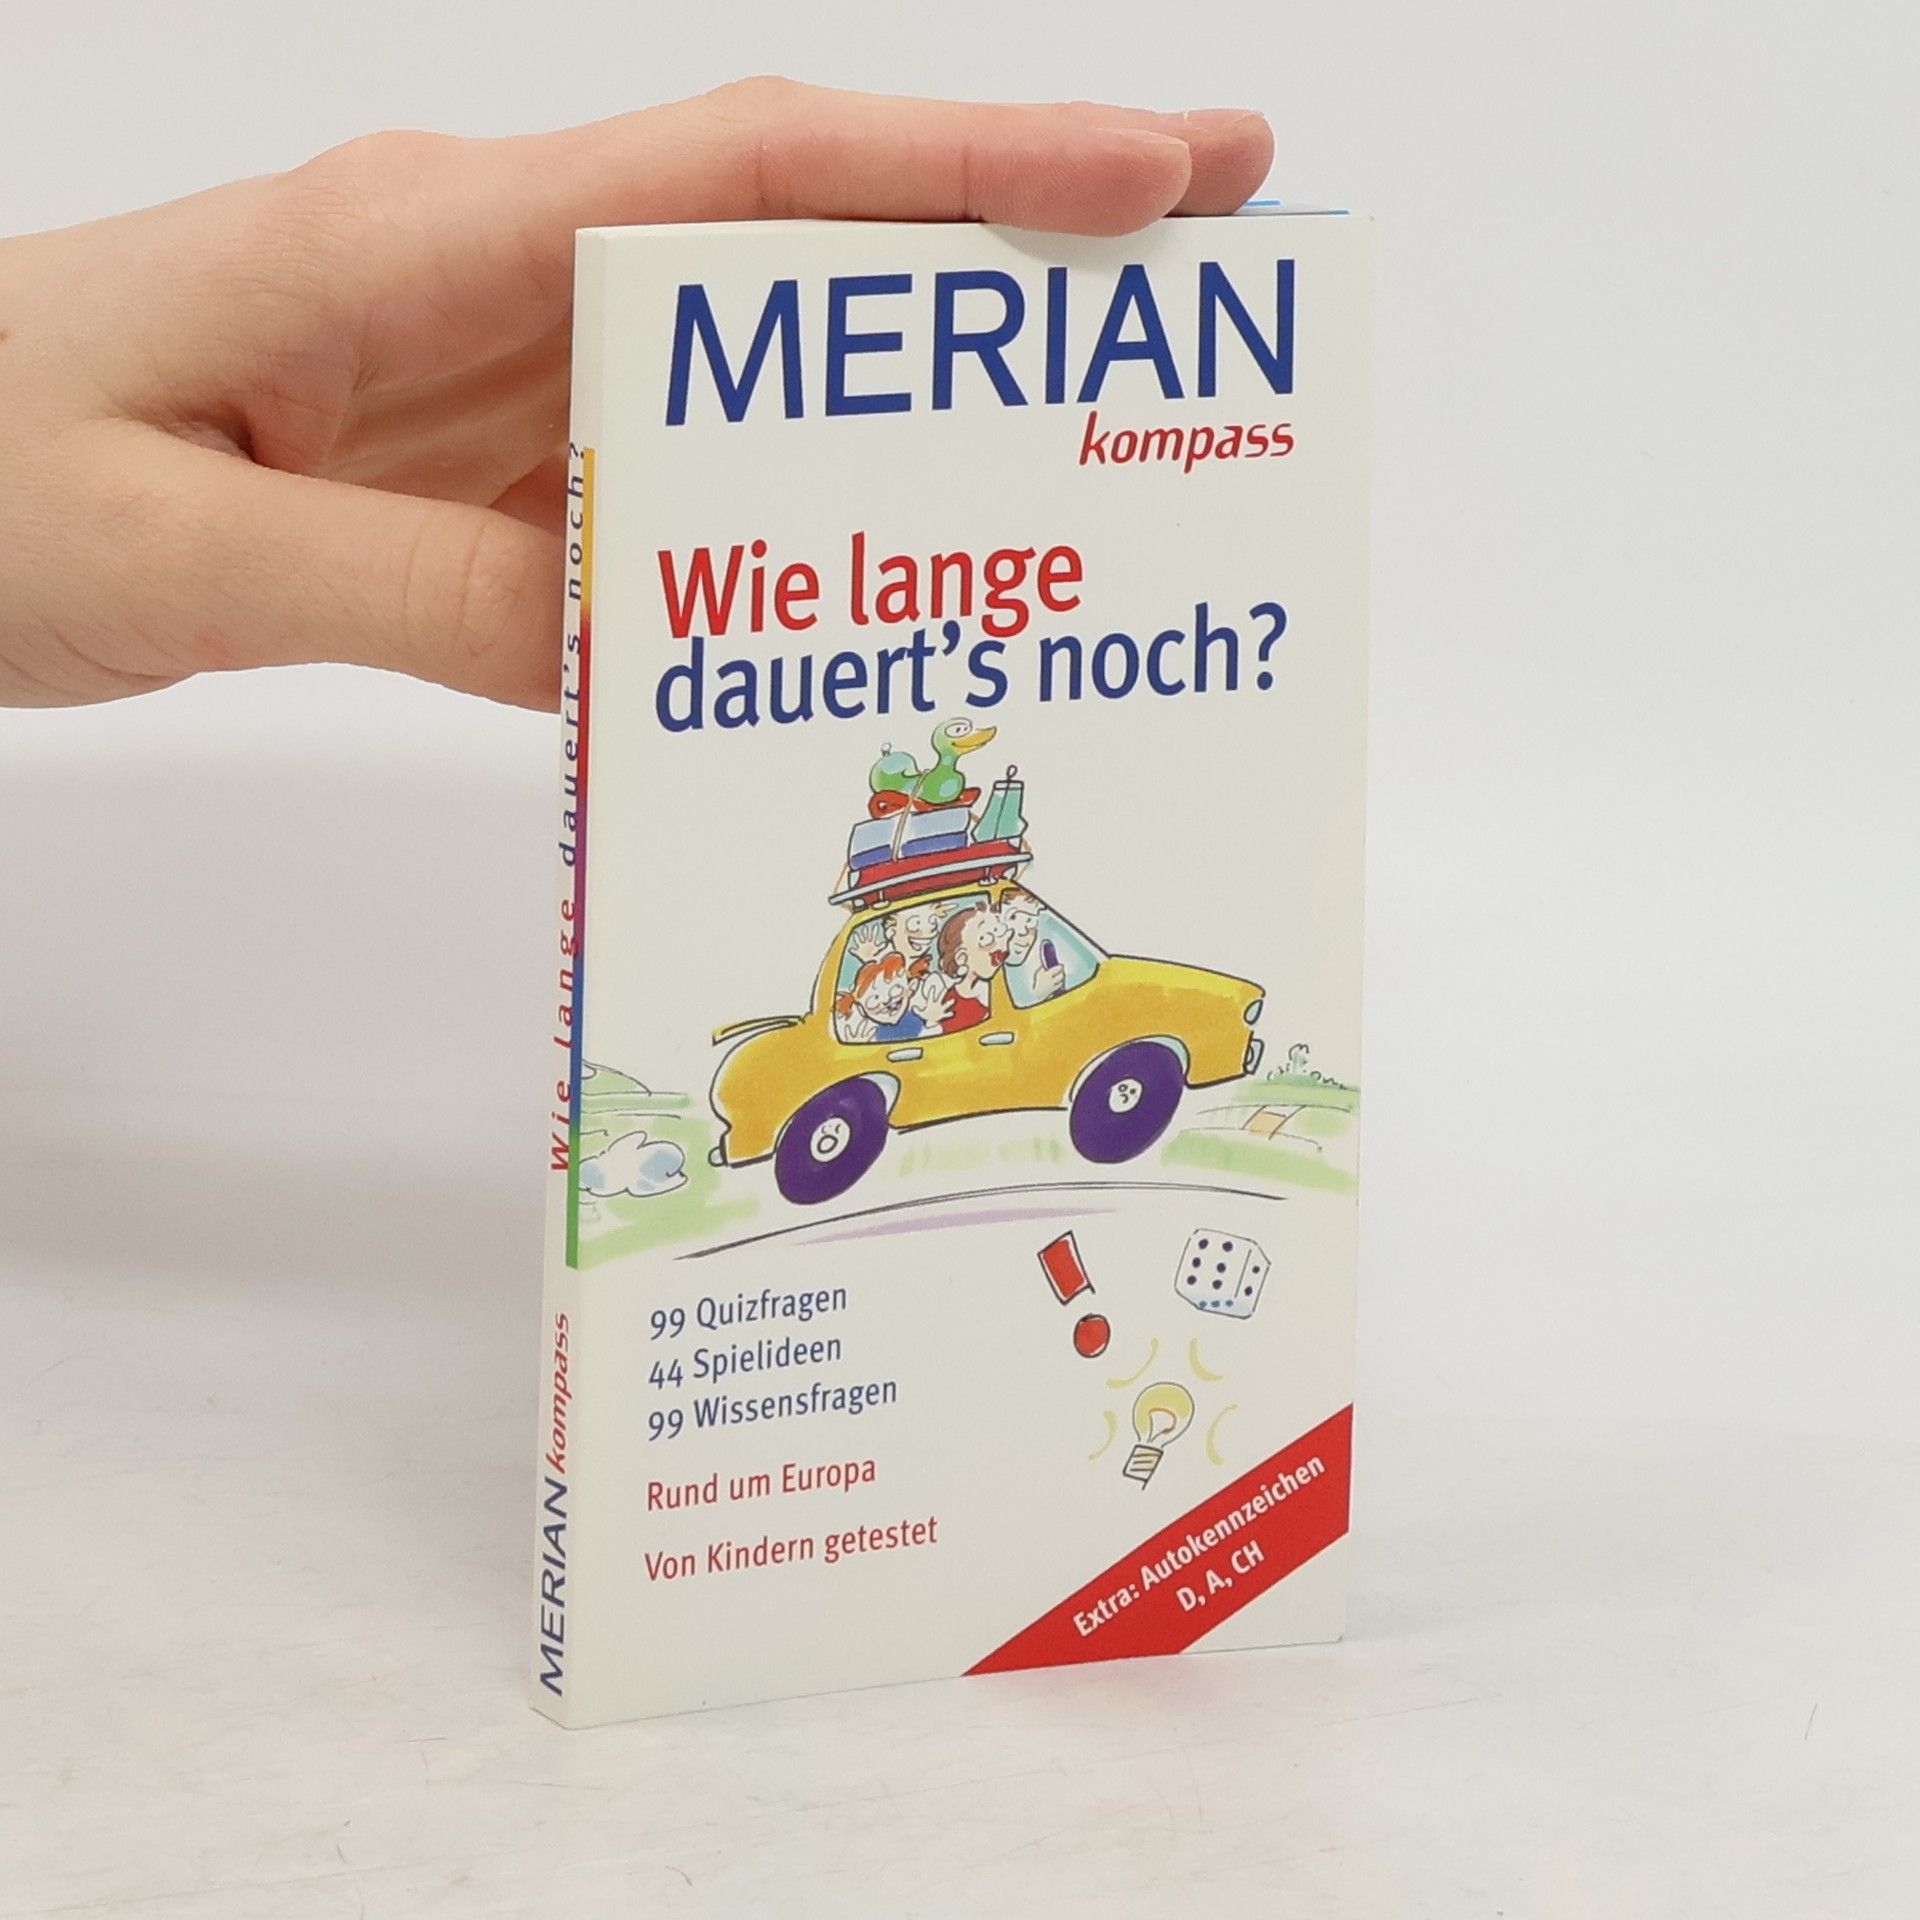 MERIAN
kompass
Wie lange
dauert's noch?
99 Quizfragen
44 Spielideen
99 Wissensfragen
Rund um Europa
Von Kindern getestet
Extra: Autokennzeichen
D, A, CH
MERIAN kompass Wie lange dauert's noch?